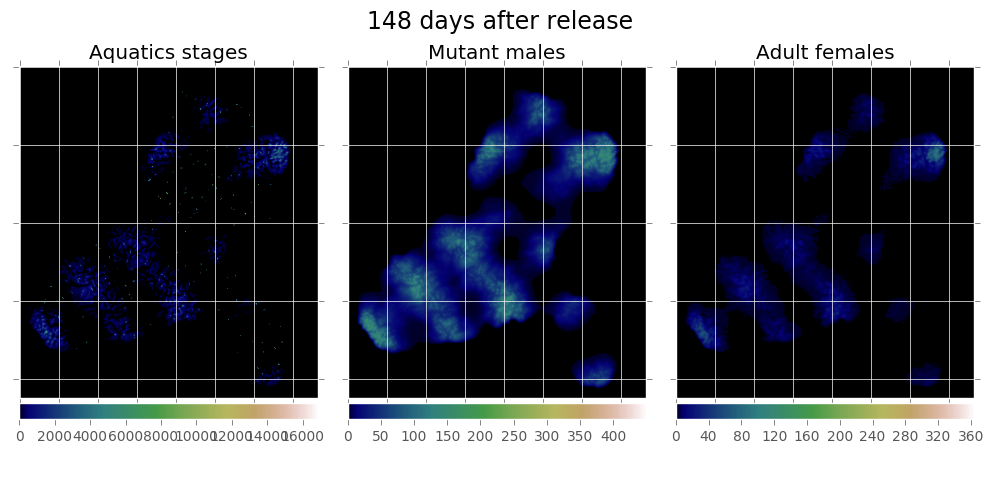 148 days after release
Aquatics stages
Mutant males
Adult females
0 2000 4000 6000 8000 10000 12000 14000 16000
0 50 100 150 200 250 300 350 400
0 40 80 120 160 200 240 280 320 360